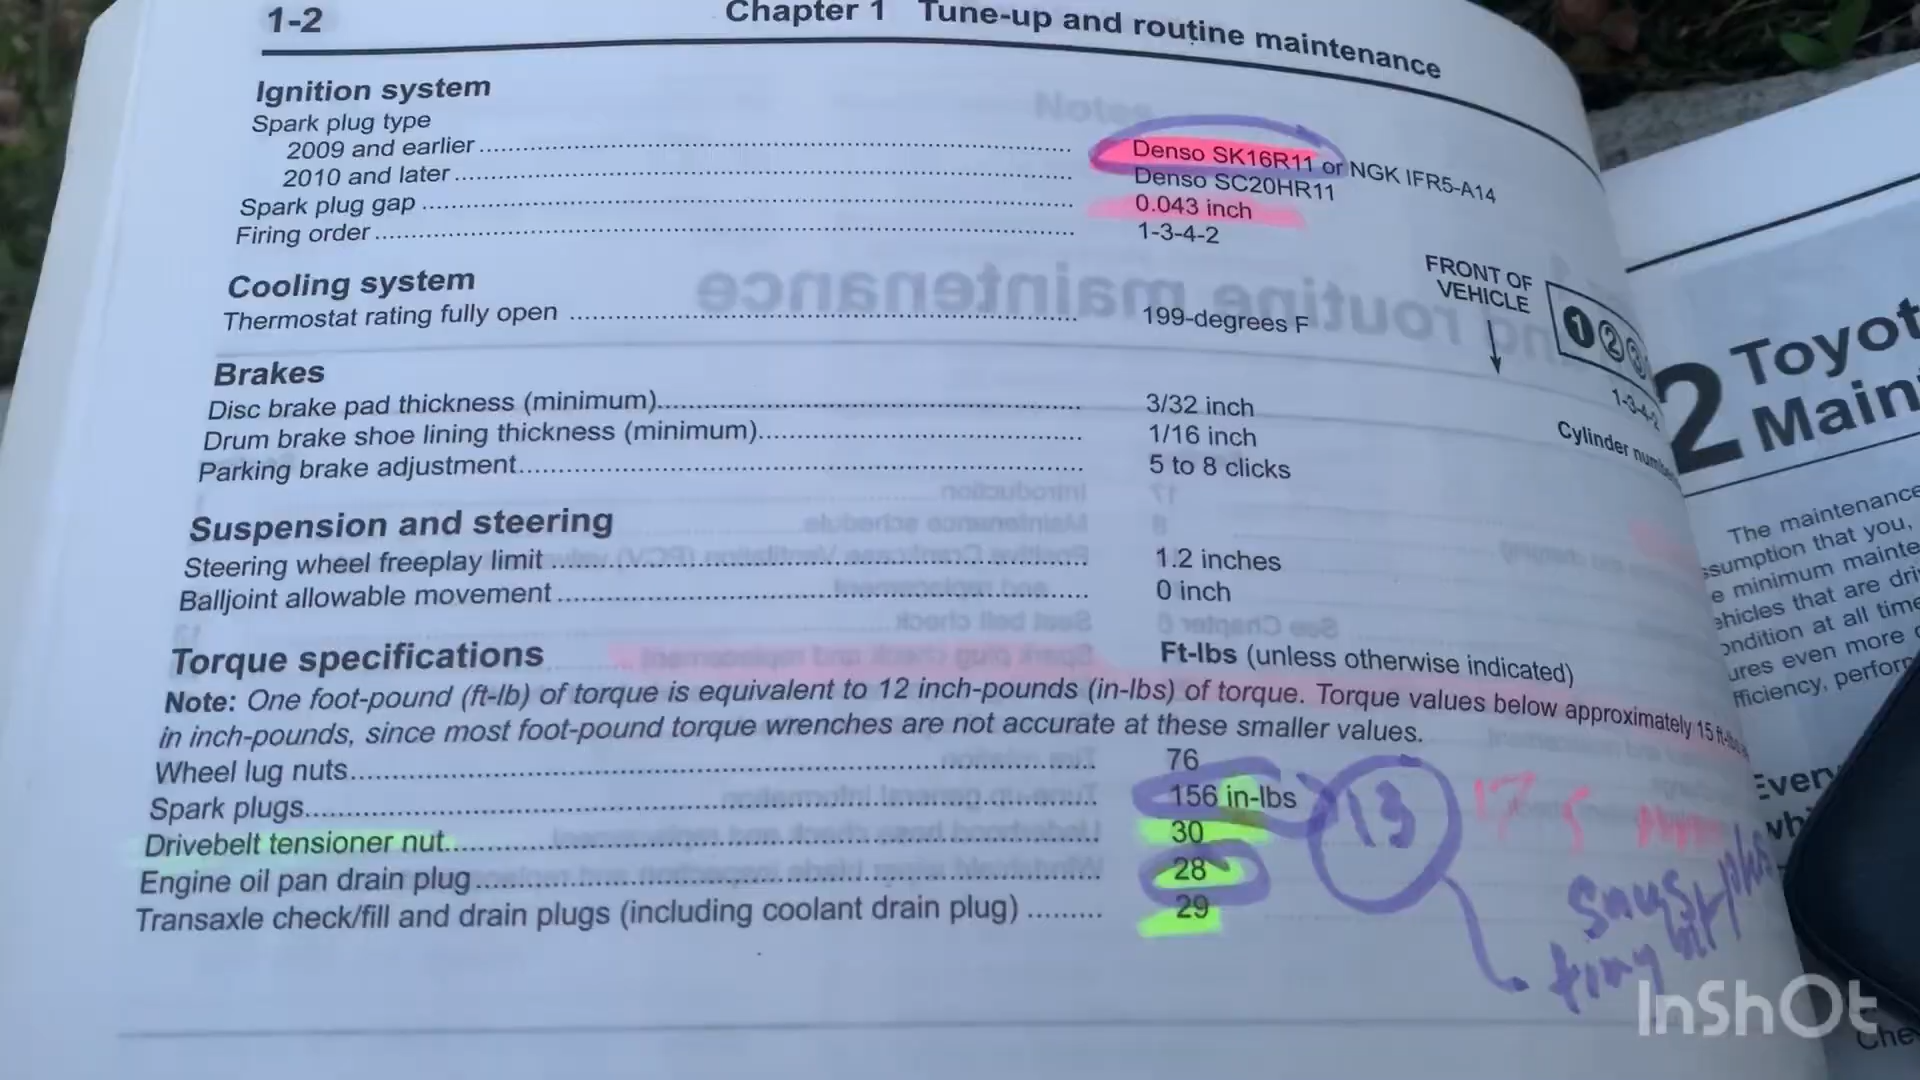 1-2
Chapter 1 Tune-up and routine maintenance
Ignition system
Spark plug type
2009 and earlier ........ Denso SK16R11 or NGK IFR5-A14
2010 and later ........ Denso SC20HR11
Spark plug gap ........ 0.043 inch
Firing order ........ 1-3-4-2
Cooling system
Thermostat rating fully open ........ 199-degrees F
FRONT OF
VEHICLE
1 2 3
1-3-4-2
Cylinder
Brakes
Disc brake pad thickness (minimum)........ 3/32 inch
Drum brake shoe lining thickness (minimum)........ 1/16 inch
Parking brake adjustment........ 5 to 8 clicks
Suspension and steering
Steering wheel freeplay limit ........ 1.2 inches
Balljoint allowable movement ........ 0 inch
Torque specifications Ft-lbs (unless otherwise indicated)
Note: One foot-pound (ft-lb) of torque is equivalent to 12 inch-pounds (in-lbs) of torque. Torque values below approximately 15
in inch-pounds, since most foot-pound torque wrenches are not accurate at these smaller values.
Wheel lug nuts........ 76
Spark plugs........ 156 in-lbs
Drivebelt tensioner nut........ 30
Engine oil pan drain plug........ 28
Transaxle check/fill and drain plugs (including coolant drain plug) ........ 29
13
tiny
2 Toyot
Main
The maintenance
sumption that you,
minimum mainte
hicles that are dri
ondition at all time
ures even more
fficiency, perfor
Every
InShOt